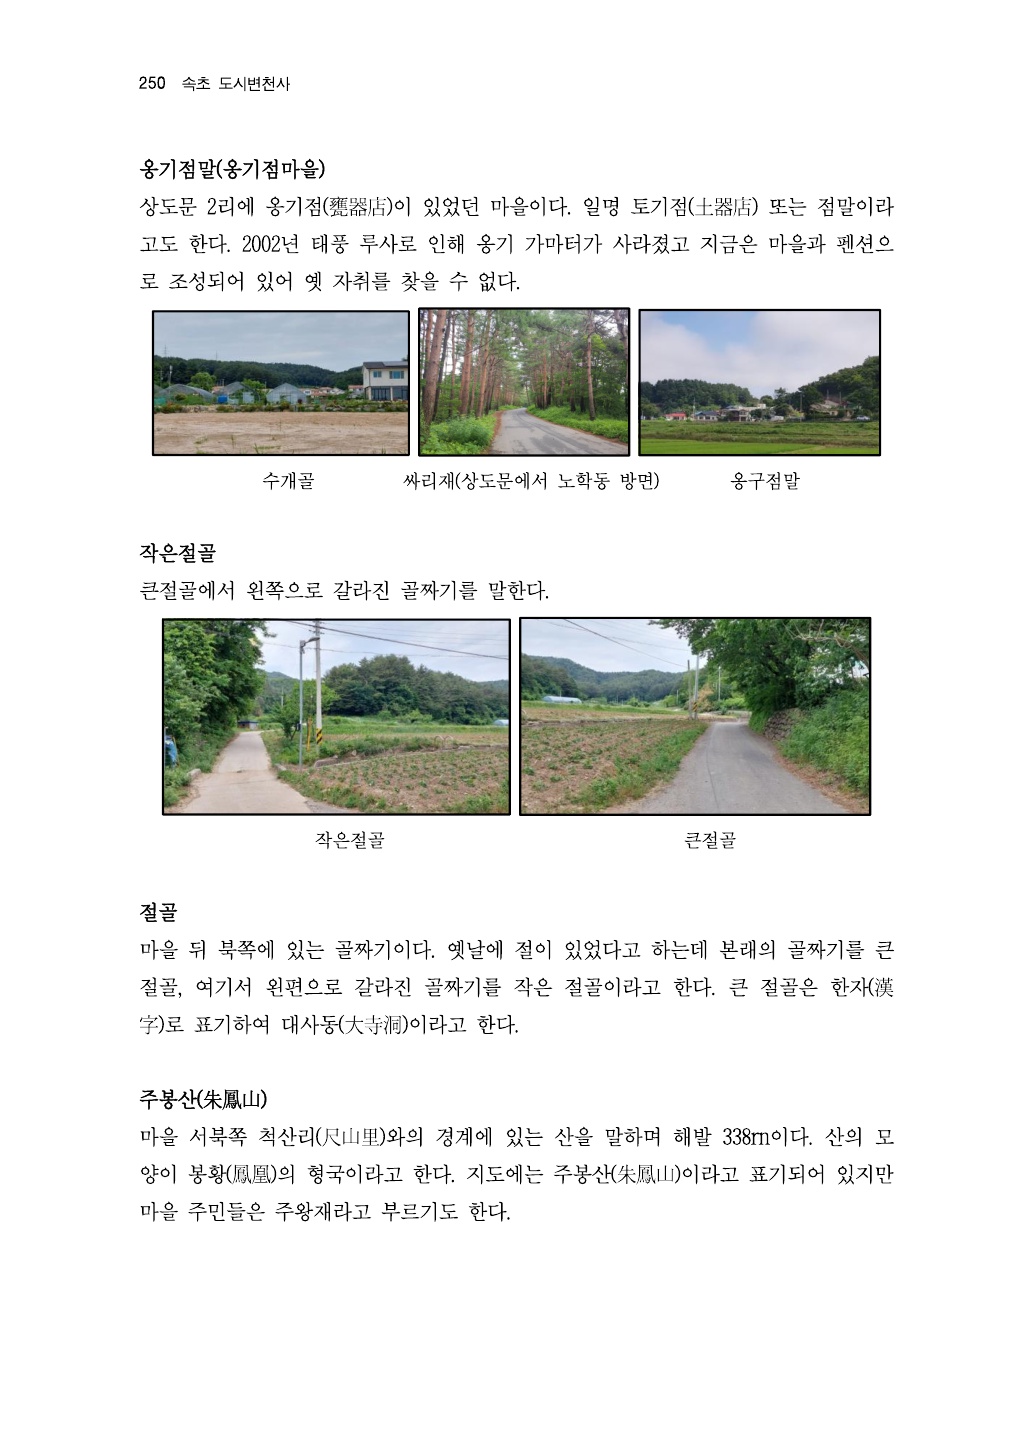 250 속초 도시변천사
옹기점말(옹기점마을)
상도문 2리에 옹기점(甕器店)이 있었던 마을이다. 일명 토기점(土器店) 또는 점말이라
고도 한다. 2002년 태풍 루사로 인해 옹기 가마터가 사라졌고 지금은 마을과 펜션으
로 조성되어 있어 옛 자취를 찾을 수 없다.
수개골 싸리재(상도문에서 노학동 방면) 옹구점말
작은절골
큰절골에서 왼쪽으로 갈라진 골짜기를 말한다.
작은절골 큰절골
절골
마을 뒤 북쪽에 있는 골짜기이다. 옛날에 절이 있었다고 하는데 본래의 골짜기를 큰
절골, 여기서 왼편으로 갈라진 골짜기를 작은 절골이라고 한다. 큰 절골은 한자(漢
字)로 표기하여 대사동(大寺洞)이라고 한다.
주봉산(朱鳳山)
마을 서북쪽 척산리(尺山里)와의 경계에 있는 산을 말하며 해발 338m이다. 산의 모
양이 봉황(鳳凰)의 형국이라고 한다. 지도에는 주봉산(朱鳳山)이라고 표기되어 있지만
마을 주민들은 주왕재라고 부르기도 한다.